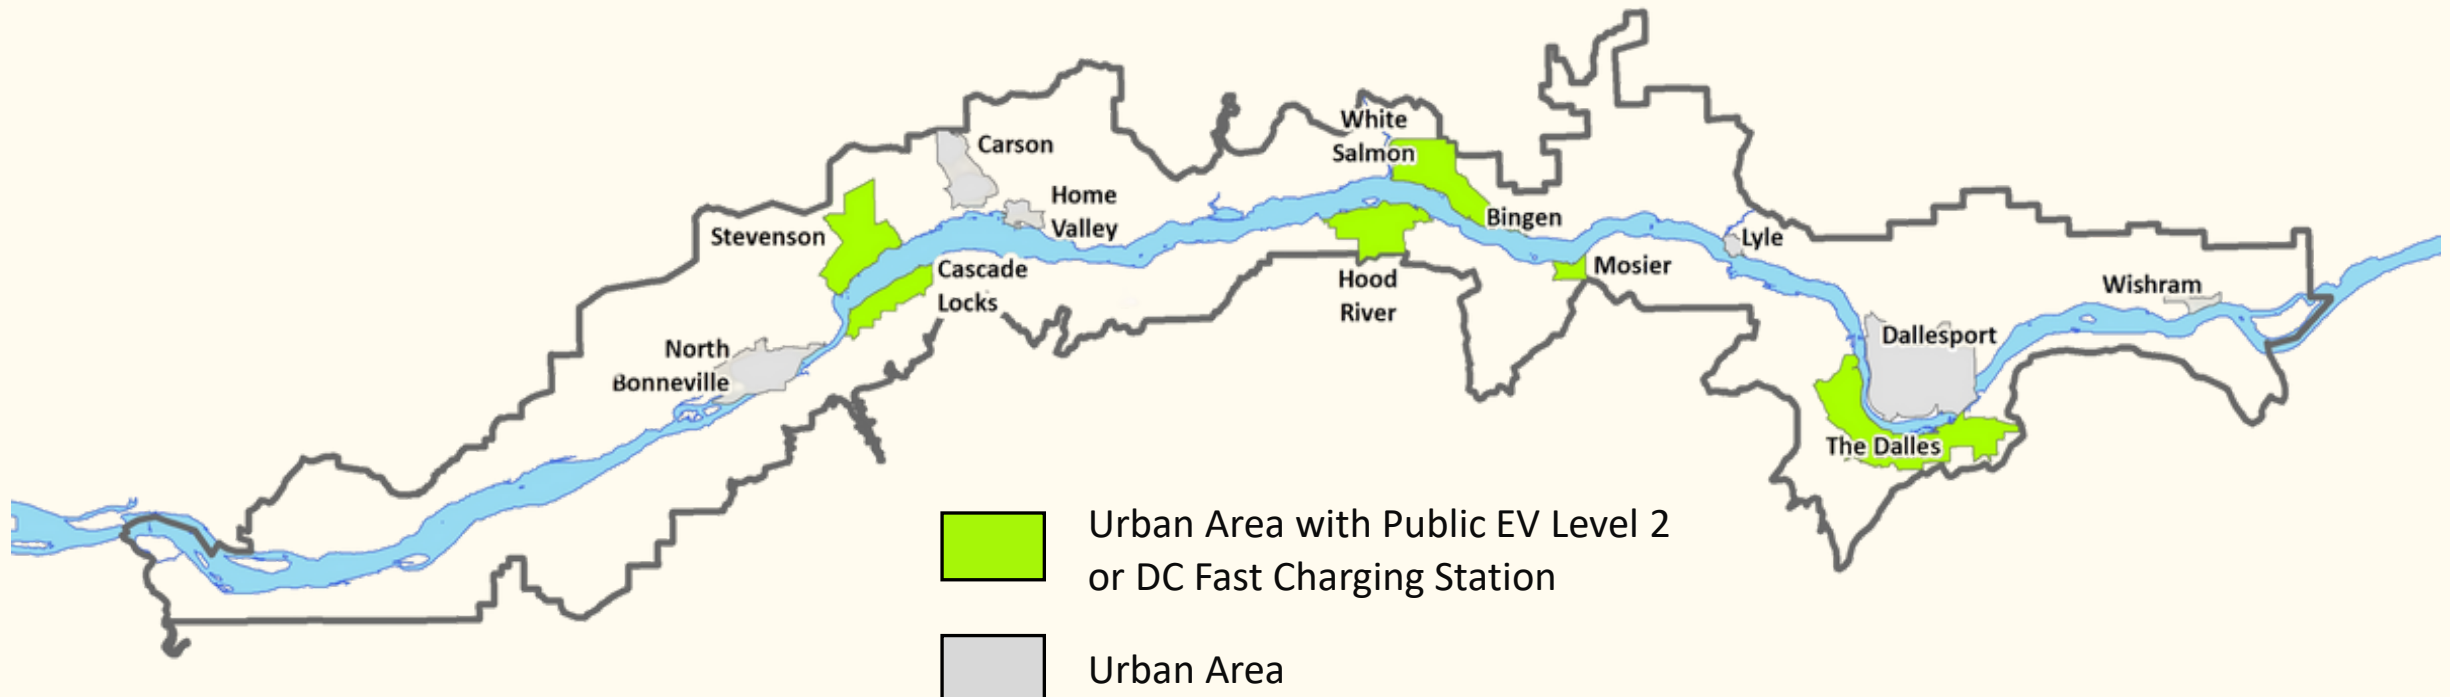 White
Salmon
Carson
Home
Valley
Stevenson
Bingen
Lyle
Cascade
Locks
Hood
River
Mosier
Wishram
North
Bonneville
Dallesport
The Dalles
Urban Area with Public EV Level 2
or DC Fast Charging Station
Urban Area